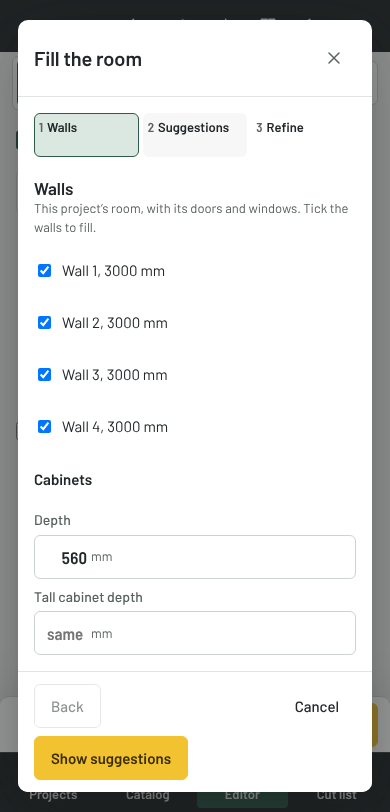 Fill the room
1 Walls
2 Suggestions
3 Refine
Walls
This project's room, with its doors and windows. Tick the
walls to fill.
Wall 1, 3000 mm
Wall 2, 3000 mm
Wall 3, 3000 mm
Wall 4, 3000 mm
Cabinets
Depth
560 mm
Tall cabinet depth
same mm
Back
Cancel
Show suggestions
Projects
Catalog
Editor
Cut list